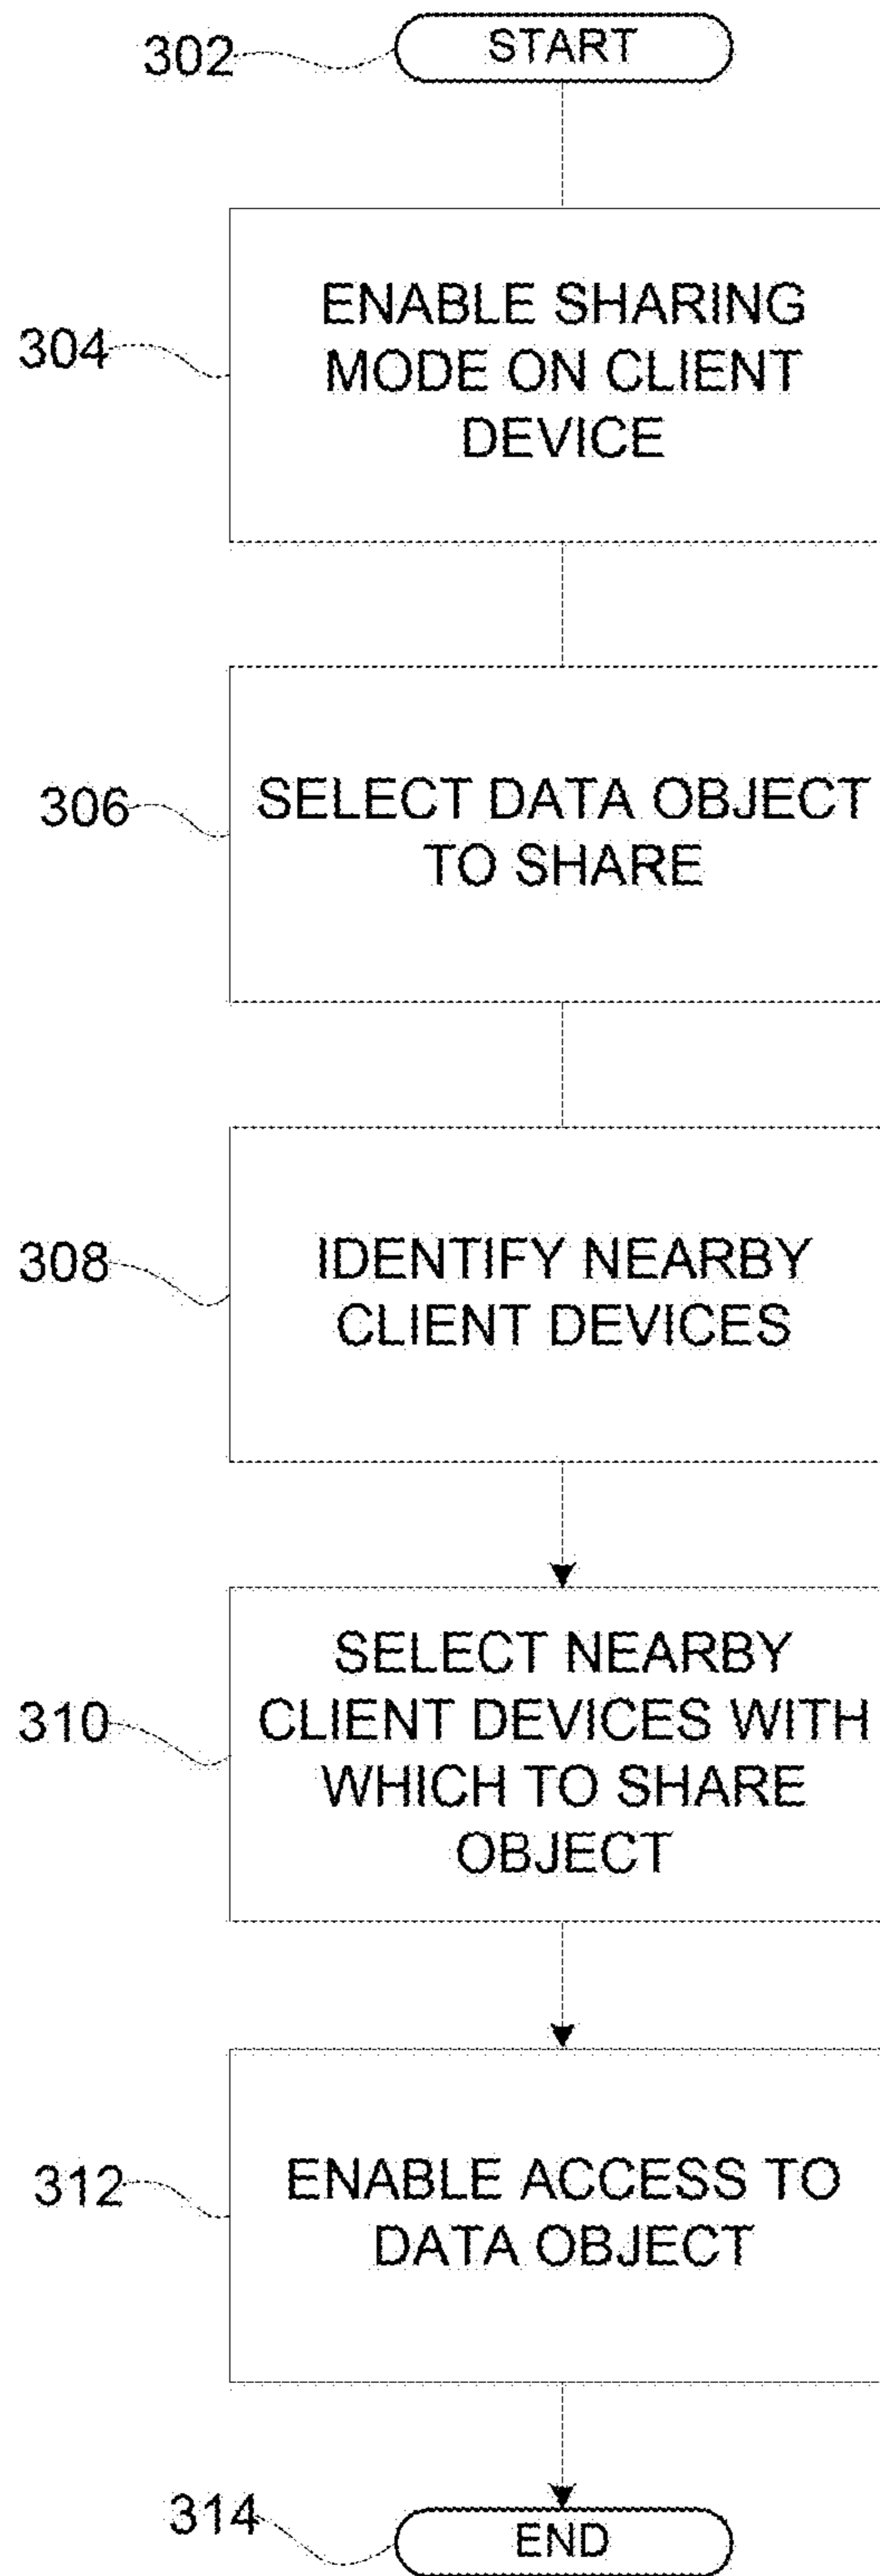 302
START
304
ENABLE SHARING
MODE ON CLIENT
DEVICE
306
SELECT DATA OBJECT
TO SHARE
308
IDENTIFY NEARBY
CLIENT DEVICES
310
SELECT NEARBY
CLIENT DEVICES WITH
WHICH TO SHARE
OBJECT
312
ENABLE ACCESS TO
DATA OBJECT
314
END